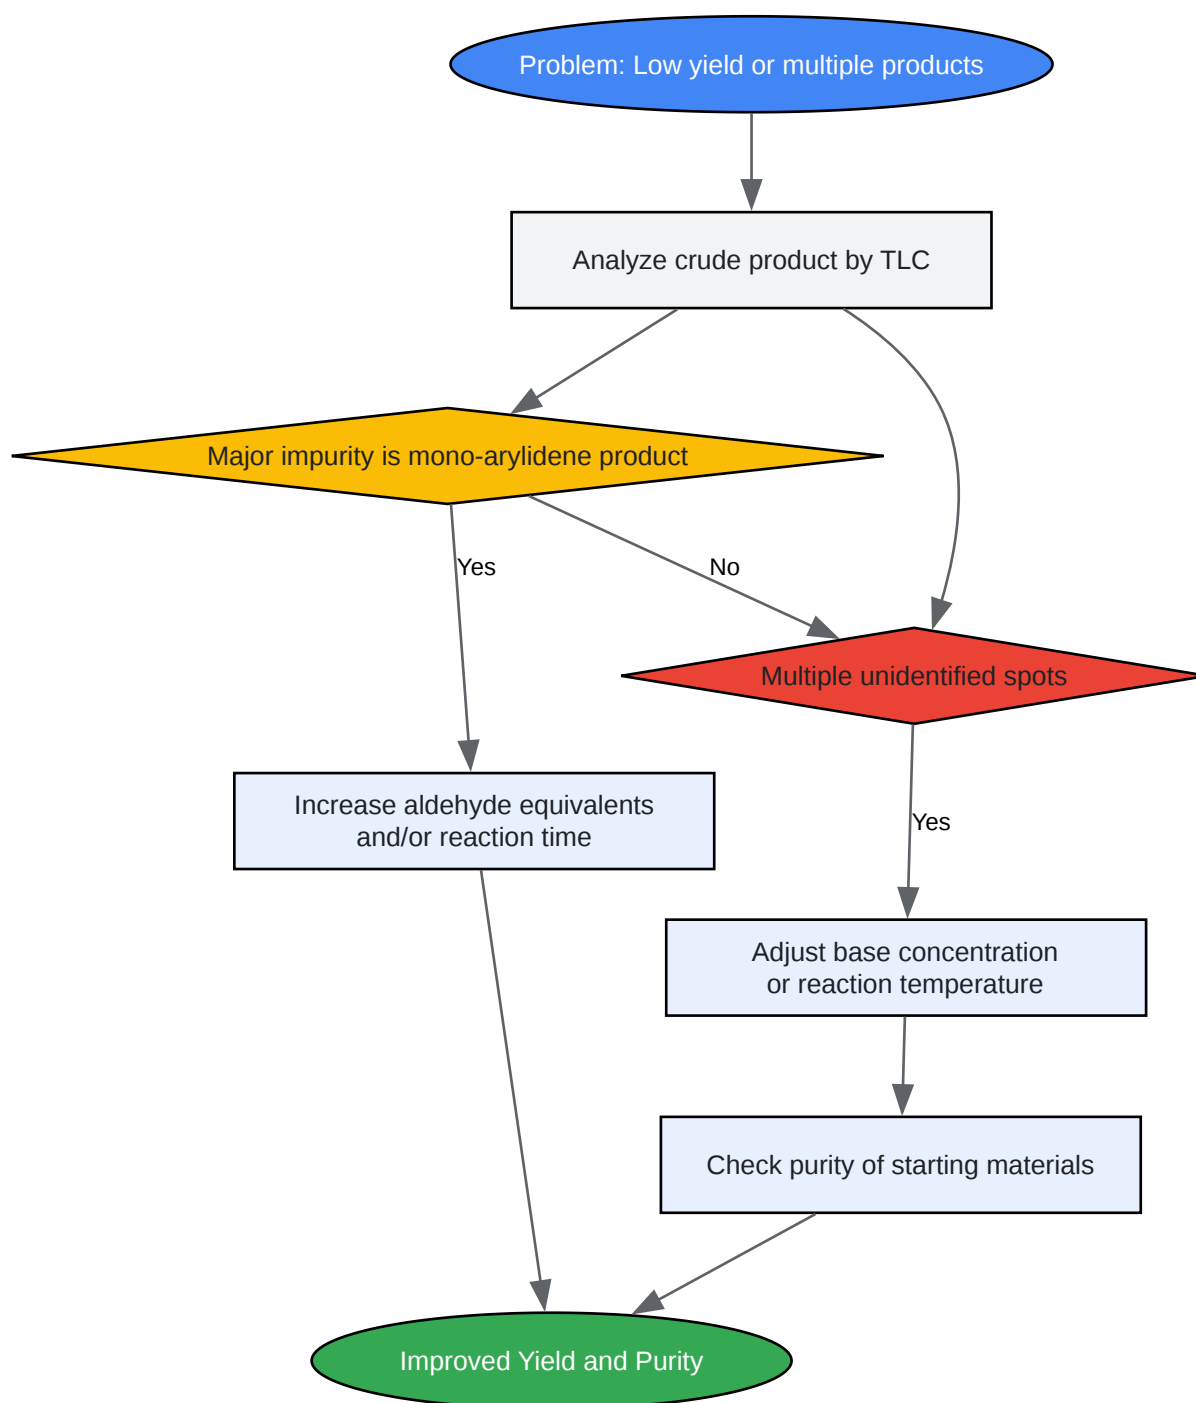 Problem: Low yield or multiple products
Analyze crude product by TLC
Major impurity is mono-arylidene product
Yes
No
Multiple unidentified spots
Increase aldehyde equivalents
and/or reaction time
Yes
Adjust base concentration
or reaction temperature
Check purity of starting materials
Improved Yield and Purity